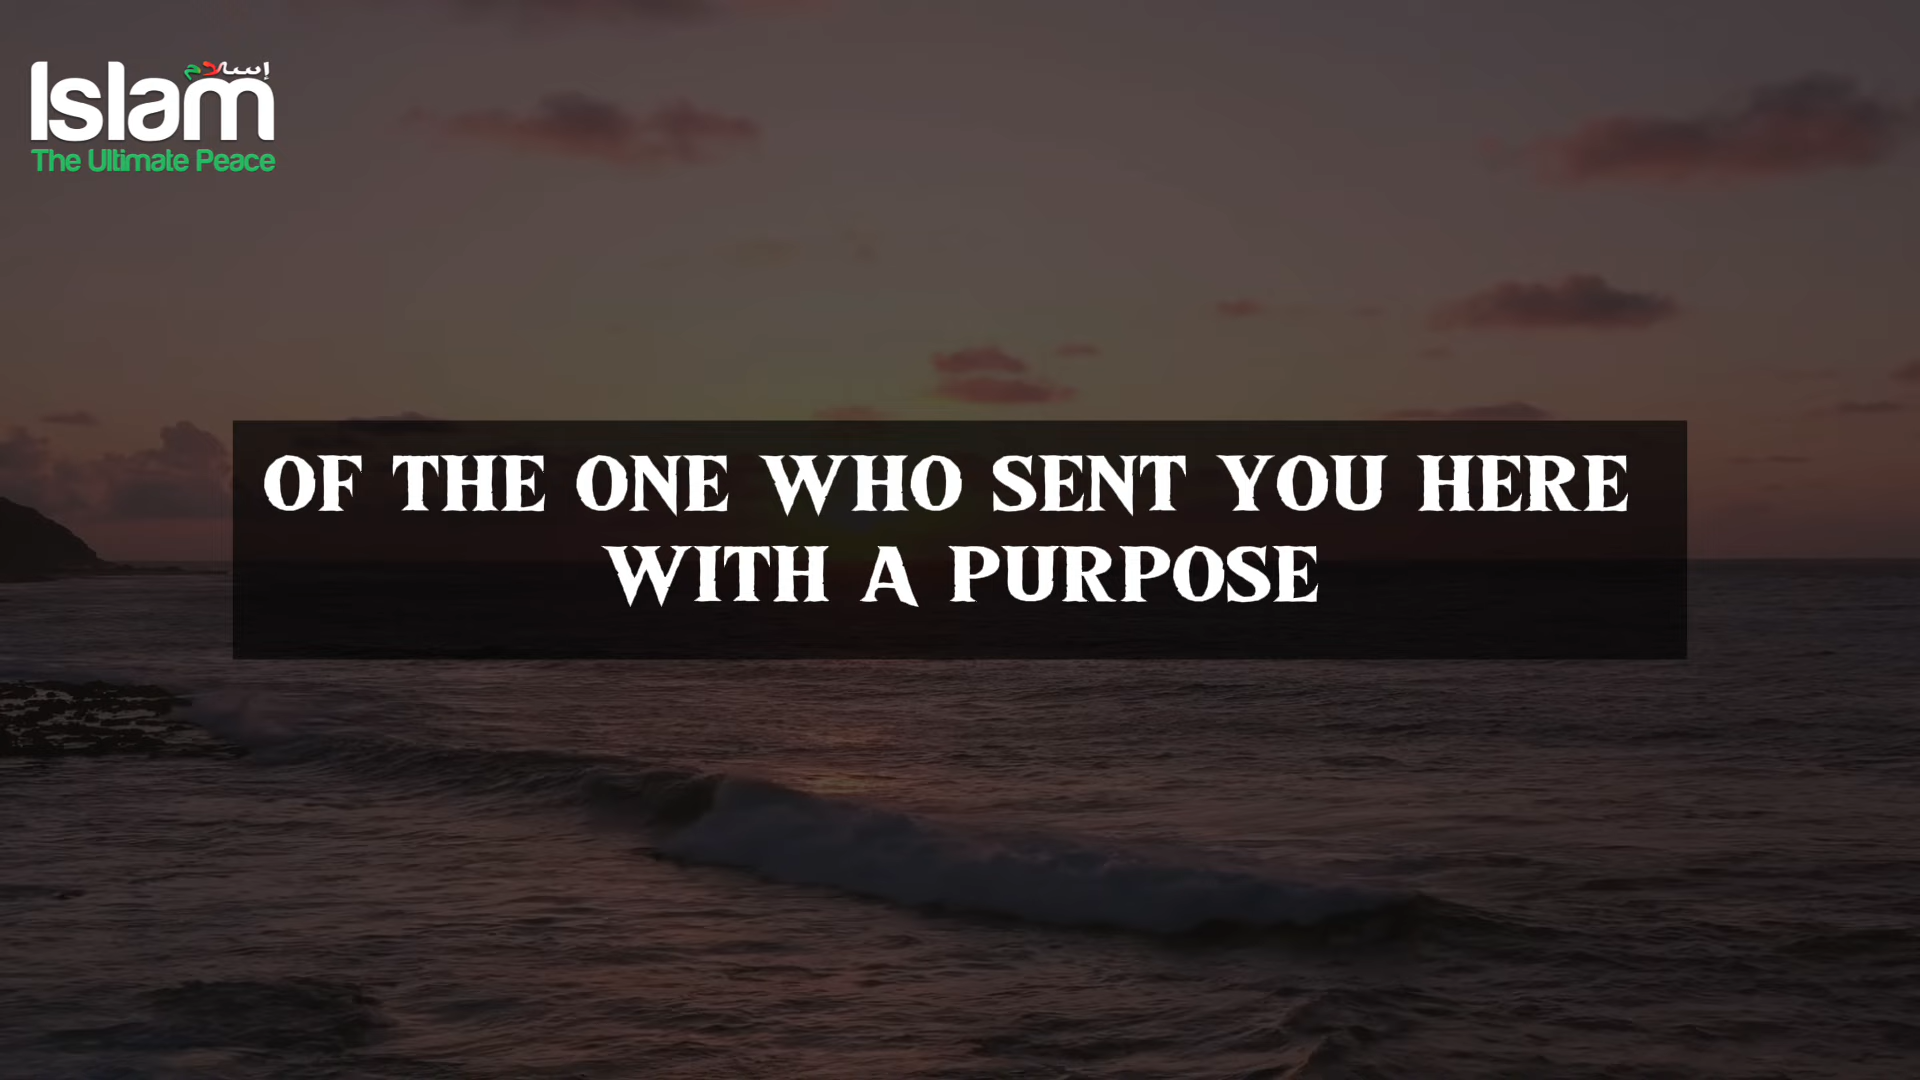 إسلام
Islam
The Ultimate Peace
OF THE ONE WHO SENT YOU HERE
WITH A PURPOSE